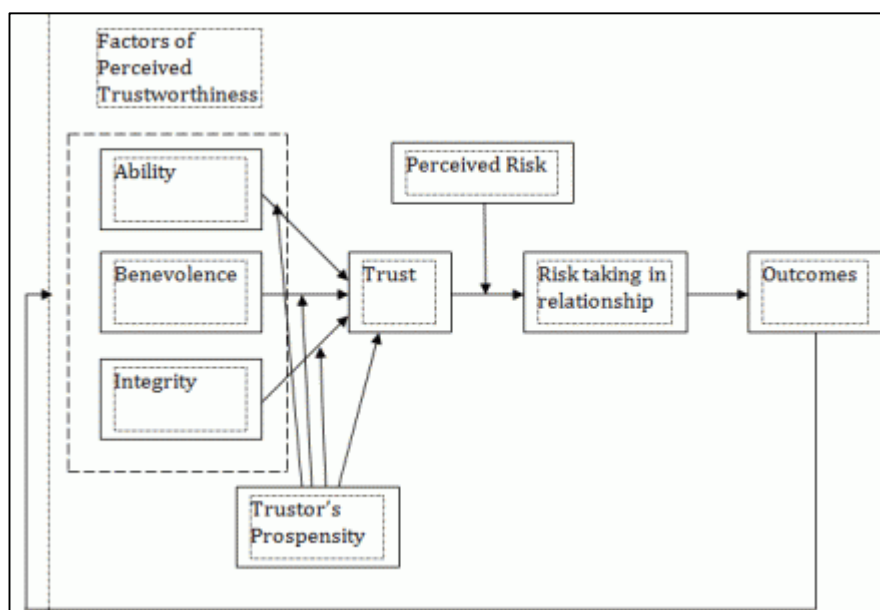 Factors of
Perceived
Trustworthiness
Ability
Perceived Risk
Benevolence
Trust
Risk taking in
relationship
Outcomes
Integrity
Trustor's
Prospensity